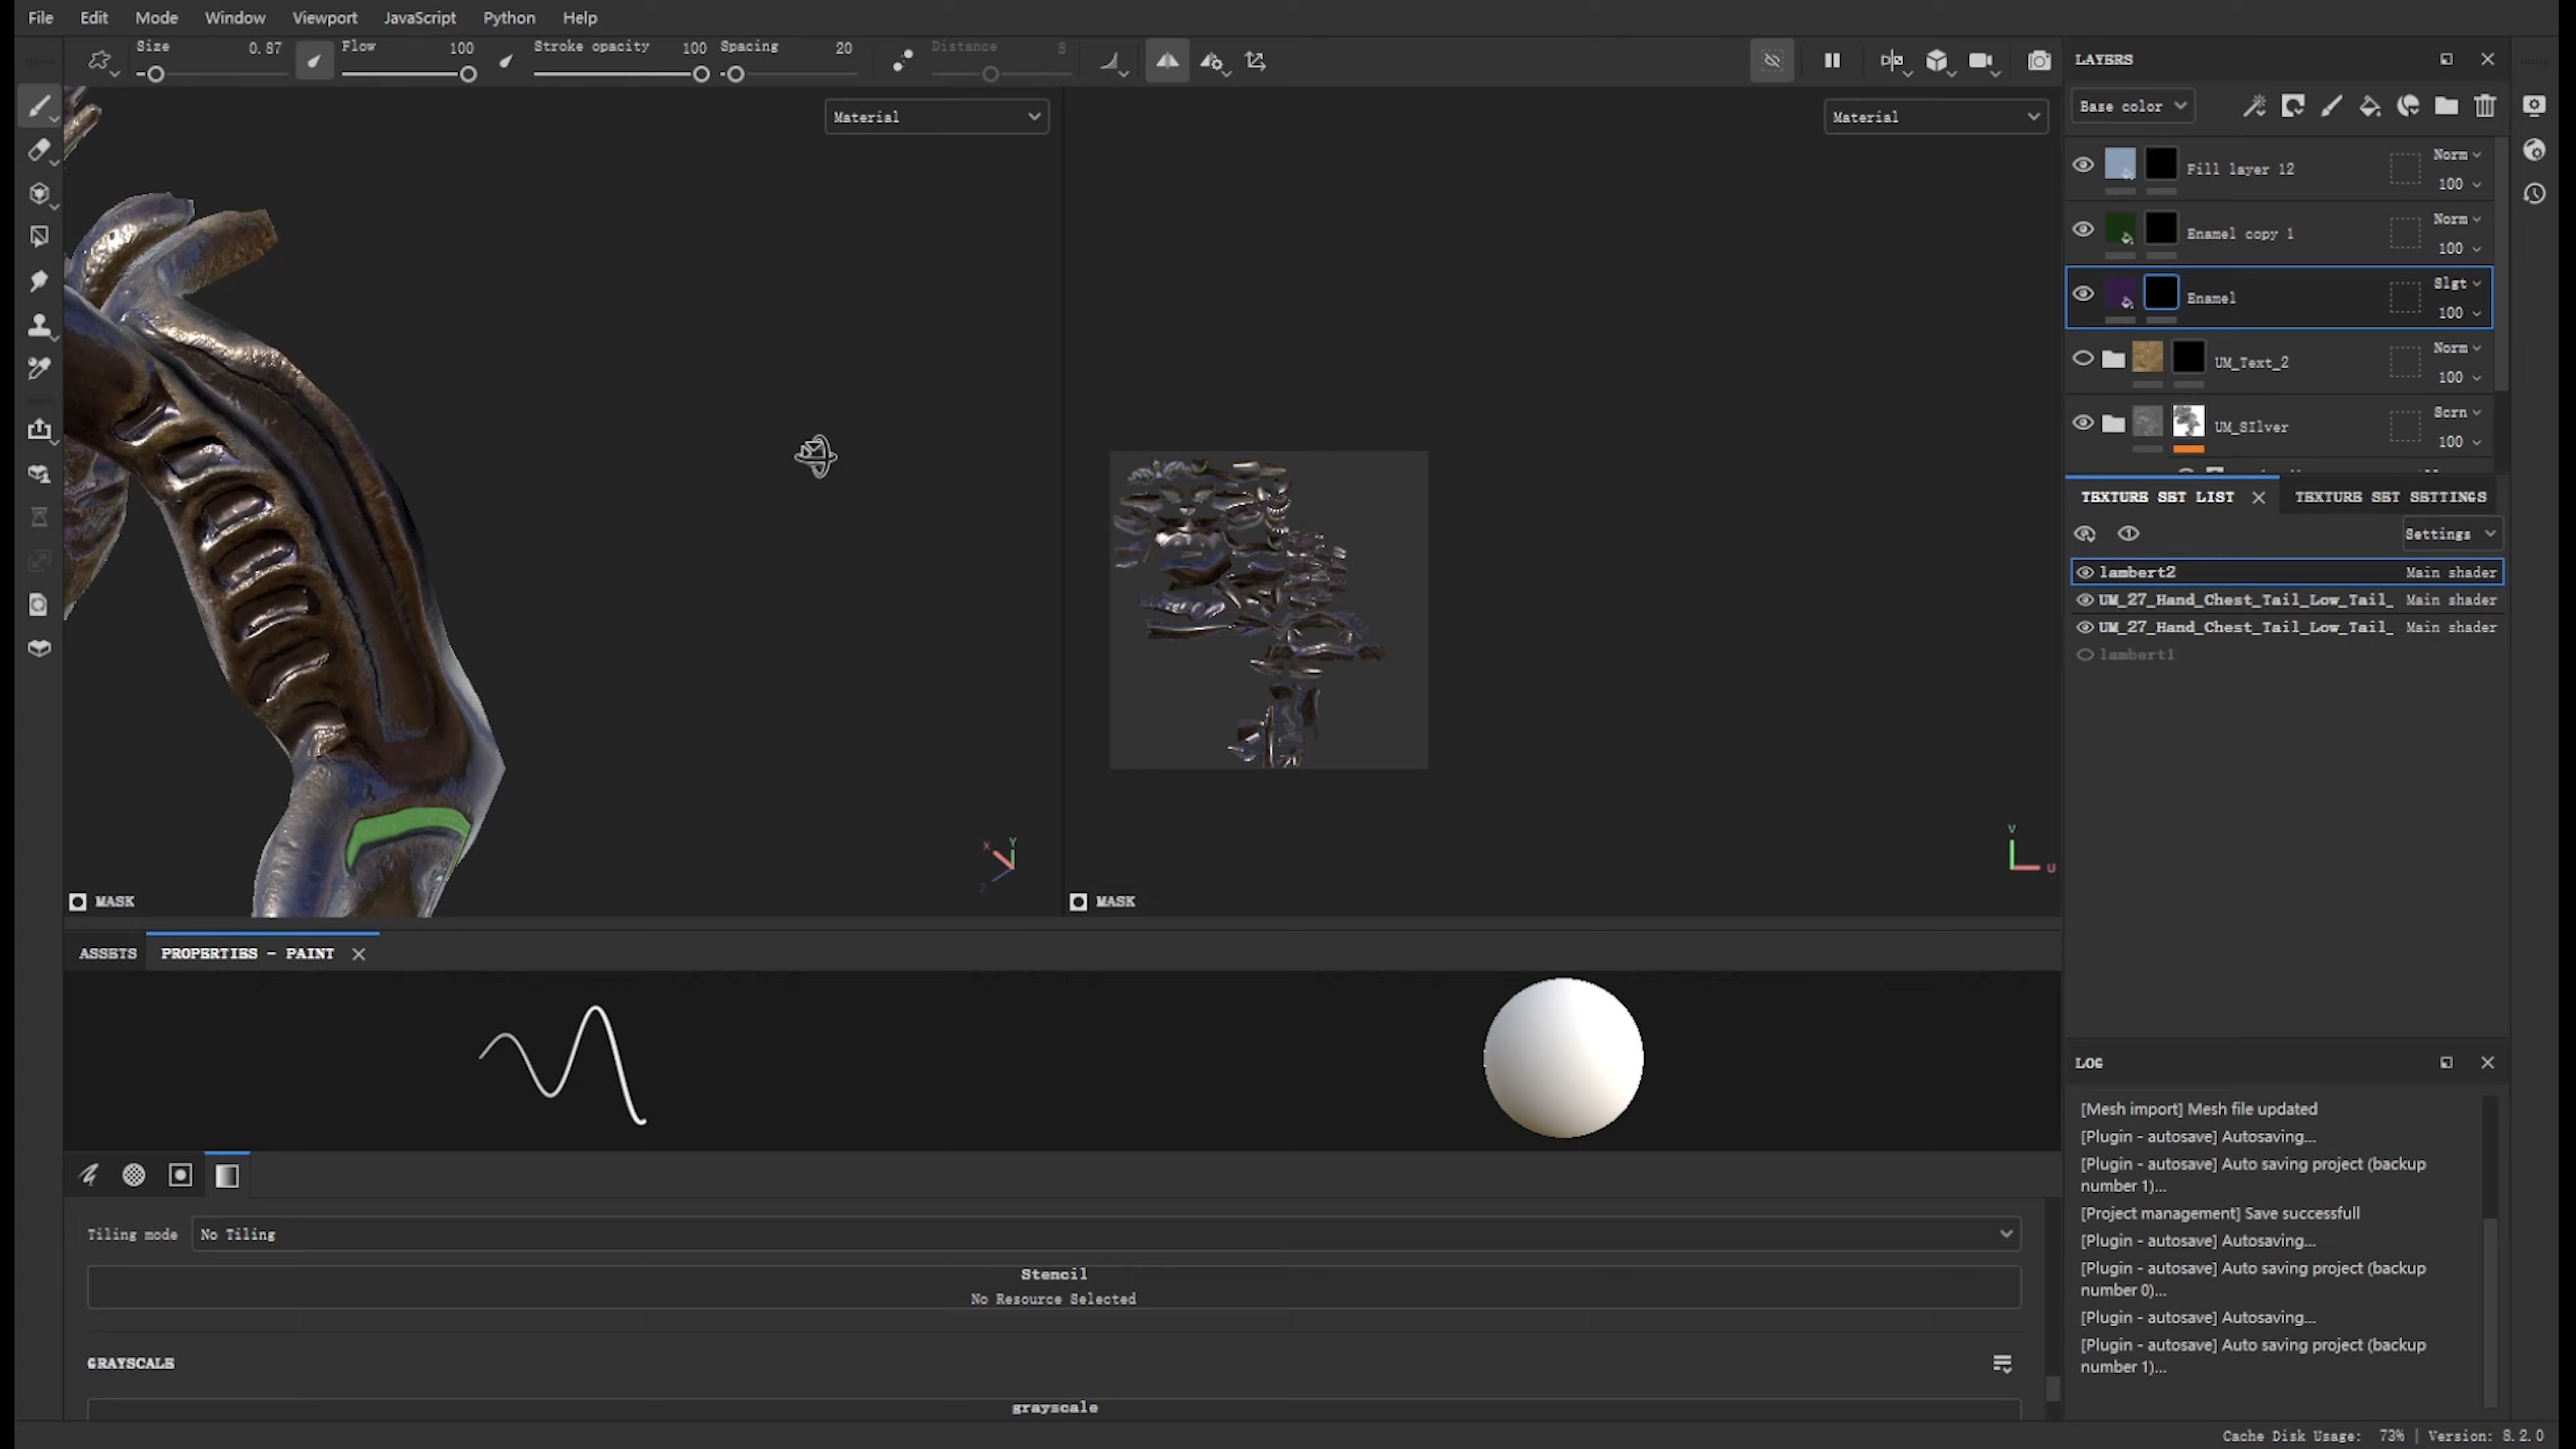 File Edit Mode Window Viewport JavaScript Python Help
Size 0.87 Flow 100 Stroke opacity 100 Spacing 20 Distance 8
Material
Material
X Y Z
V U
MASK
MASK
LAYERS
Base color
Fill layer 12 Norm 100
Enamel copy 1 Norm 100
Enamel Slgt 100
UM_Text_2 Norm 100
UM_SIlver Scrn 100
TEXTURE SET LIST TEXTURE SET SETTINGS
Settings
lambert2 Main shader
UM_27_Hand_Chest_Tail_Low_Tail_ Main shader
UM_27_Hand_Chest_Tail_Low_Tail_ Main shader
lambert1
ASSETS PROPERTIES - PAINT
Tiling mode No Tiling
Stencil
No Resource Selected
GRAYSCALE
grayscale
LOG
[Mesh import] Mesh file updated
[Plugin - autosave] Autosaving...
[Plugin - autosave] Auto saving project (backup
number 1)...
[Project management] Save successfull
[Plugin - autosave] Autosaving...
[Plugin - autosave] Auto saving project (backup
number 0)...
[Plugin - autosave] Autosaving...
[Plugin - autosave] Auto saving project (backup
number 1)...
Cache Disk Usage: 73% | Version: 8.2.0